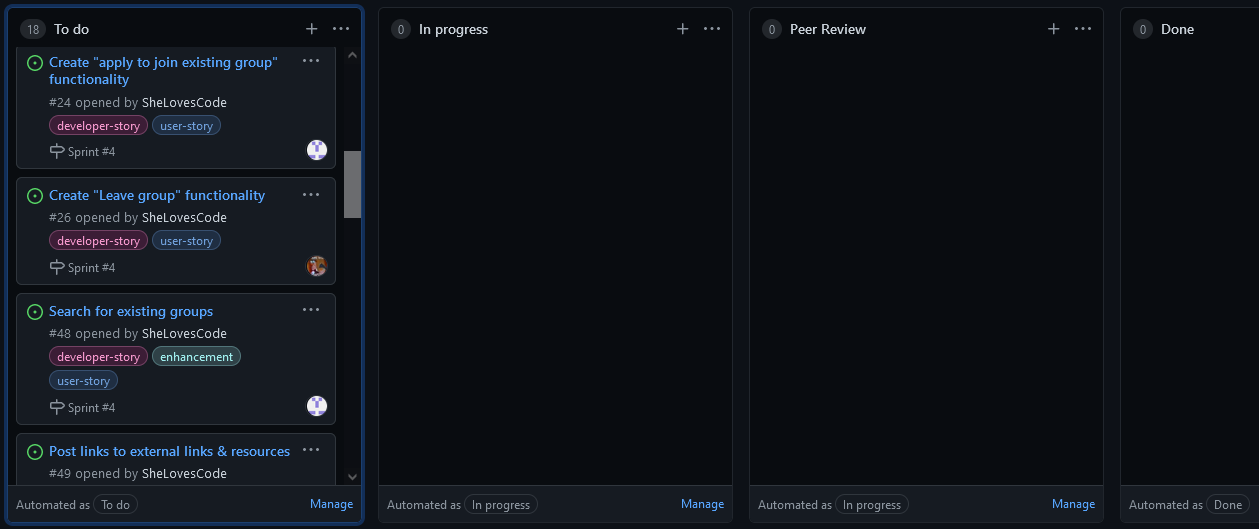 18 To do
Create "apply to join existing group"
functionality
#24 opened by SheLovesCode
developer-story user-story
Sprint #4
Create "Leave group" functionality
#26 opened by SheLovesCode
developer-story user-story
Sprint #4
Search for existing groups
#48 opened by SheLovesCode
developer-story enhancement
user-story
Sprint #4
Post links to external links & resources
#49 opened by SheLovesCode
Automated as To do Manage
0 In progress
Automated as In progress Manage
0 Peer Review
Automated as In progress Manage
0 Done
Automated as Done